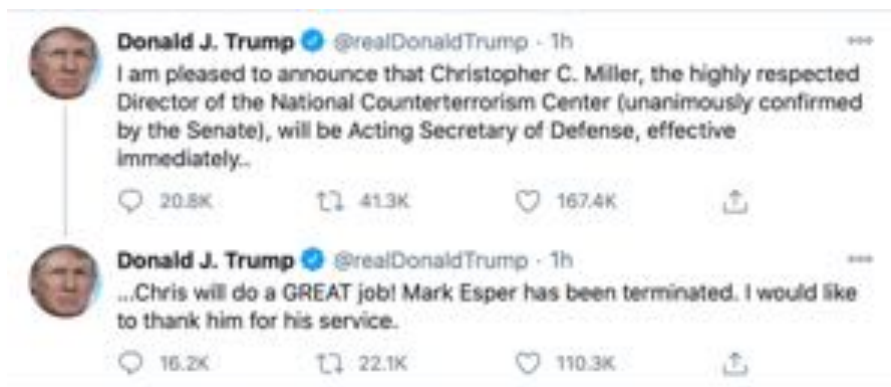 Donald J. Trump @realDonaldTrump · 1h
I am pleased to announce that Christopher C. Miller, the highly respected
Director of the National Counterterrorism Center (unanimously confirmed
by the Senate), will be Acting Secretary of Defense, effective
immediately..
20.8K 41.3K 167.4K
Donald J. Trump @realDonaldTrump · 1h
...Chris will do a GREAT job! Mark Esper has been terminated. I would like
to thank him for his service.
16.2K 22.1K 110.3K